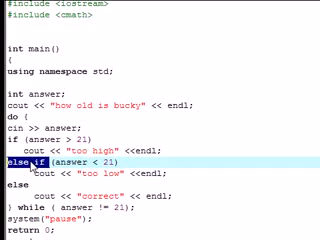 #include <iostream>
#include <cmath>
int main()
{
using namespace std;
int answer;
cout << "how old is bucky" << endl;
do {
cin >> answer;
if (answer > 21)
cout << "too high" <<endl;
else if (answer < 21)
cout << "too low" <<endl;
else
cout << "correct" << endl;
} while ( answer != 21);
system("pause");
return 0;